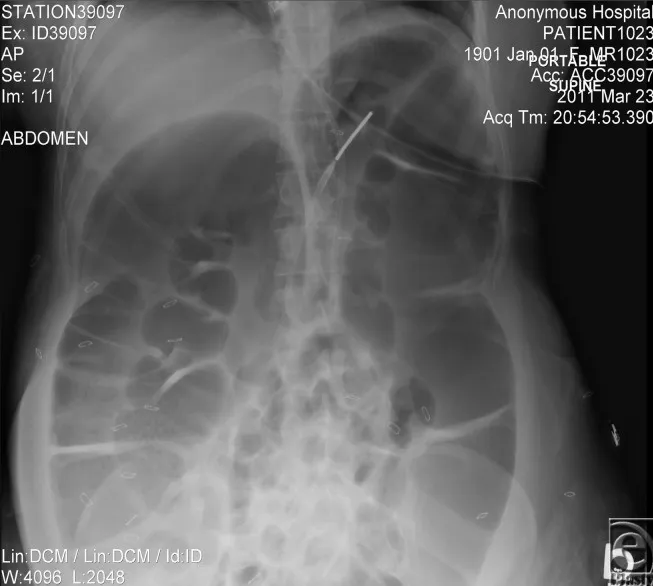 STATION39097
Ex: ID39097
AP
Se: 2/1
Im: 1/1
ABDOMEN
Anonymous Hospital
PATIENT1023
1901 Jan 01 F MR1023
PORTABLE
Acc: ACC39097
SUPINE
2011 Mar 23
Acq Tm: 20:54:53.390
Lin:DCM / Lin:DCM / Id:ID
W:4096 L:2048
e